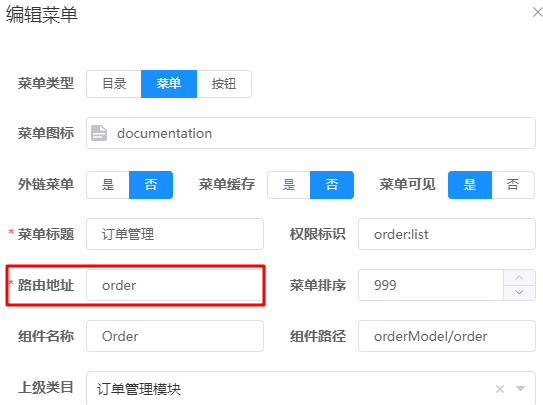 编辑菜单
菜单类型 目录 菜单 按钮
菜单图标 documentation
外链菜单 是 否 菜单缓存 是 否 菜单可见 是 否
* 菜单标题 订单管理 权限标识 order:list
* 路由地址 order 菜单排序 999
组件名称 Order 组件路径 orderModel/order
上级类目 订单管理模块